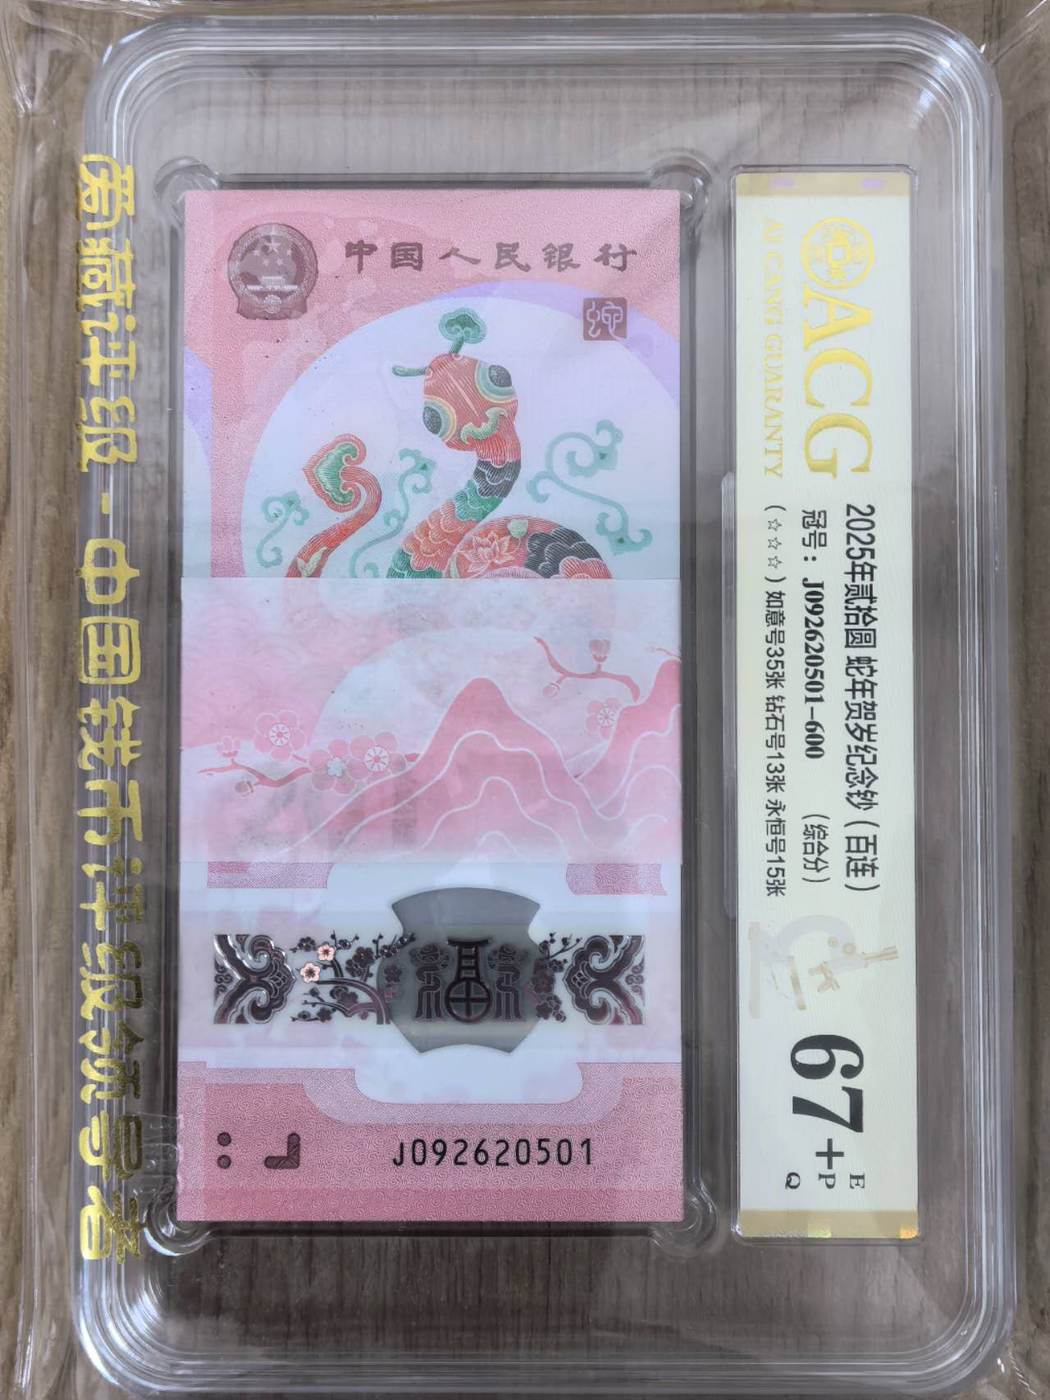 爱藏评级-中国钱币评级领导者
中国人民银行
蛇
J092620501
ACG
AI CANG GUARANTY
2025年贰拾圆 蛇年贺岁纪念钞（百连）
冠号：J092620501-600 （综合分）
（☆☆☆）如意号35张 钻石号13张 永恒号15张
67+
E
P
Q